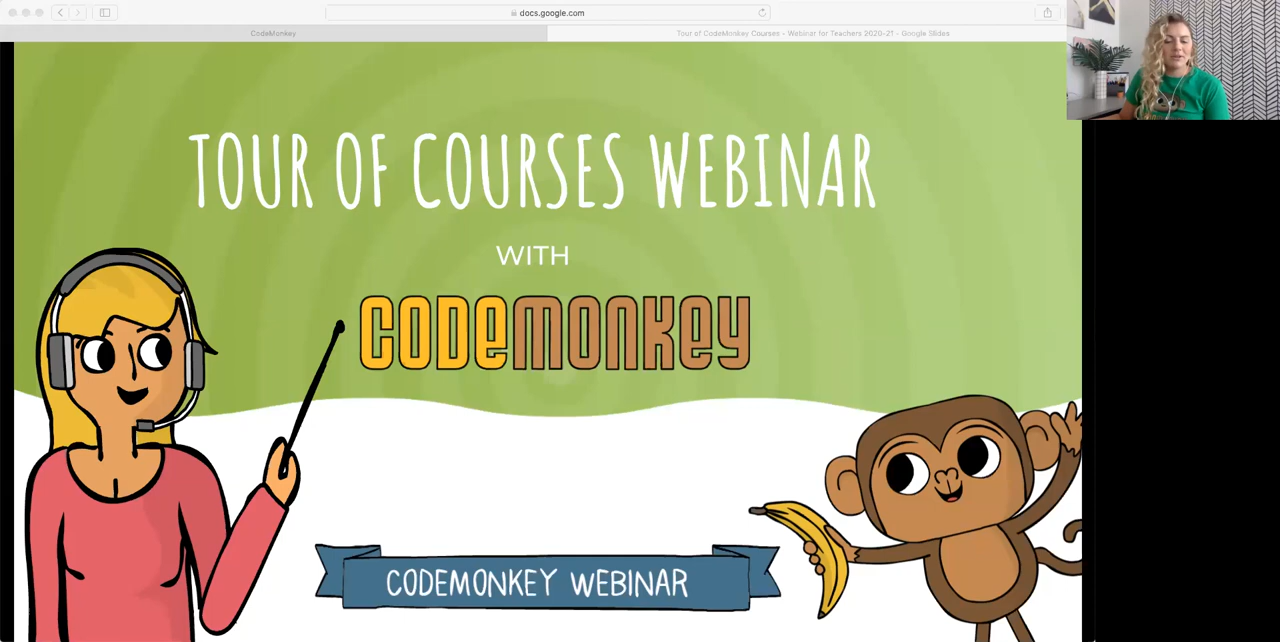 docs.google.com
CodeMonkey
Tour of CodeMonkey Courses - Webinar for Teachers 2020-21 - Google Slides
TOUR OF COURSES WEBINAR
WITH
CODEMONKEY
CODEMONKEY WEBINAR